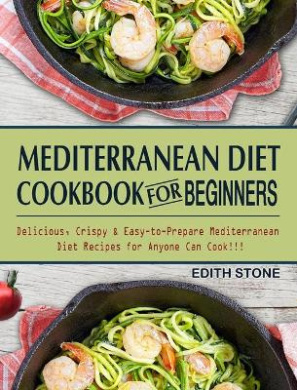 MEDITERRANEAN DIET
COOKBOOK FOR BEGINNERS
Delicious, Crispy & Easy-to-Prepare Mediterranean
Diet Recipes for Anyone Can Cook!!!
EDITH STONE